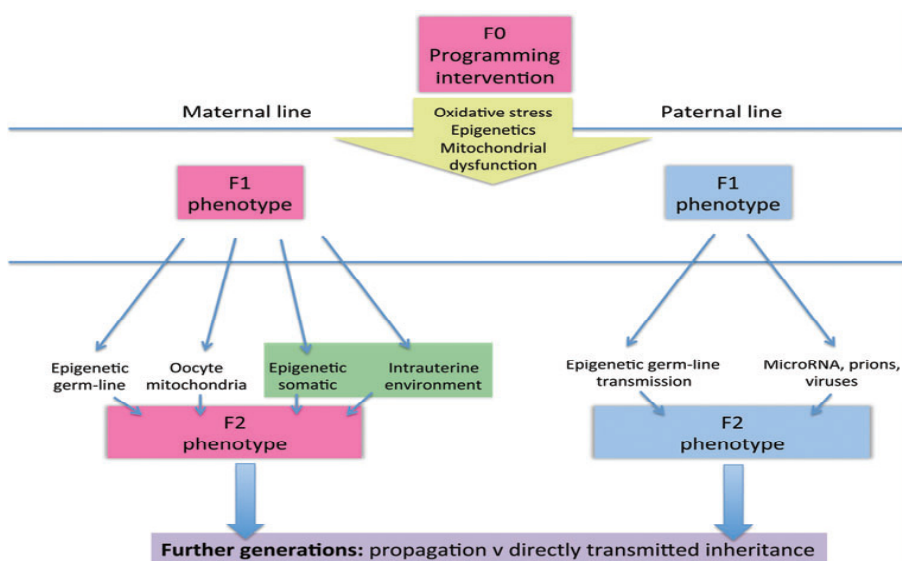 F0
Programming
intervention
Maternal line
Oxidative stress
Epigenetics
Mitochondrial
dysfunction
Paternal line
F1
phenotype
F1
phenotype
Epigenetic
germ-line
Oocyte
mitochondria
Epigenetic
somatic
Intrauterine
environment
Epigenetic germ-line
transmission
MicroRNA, prions,
viruses
F2
phenotype
F2
phenotype
Further generations: propagation v directly transmitted inheritance